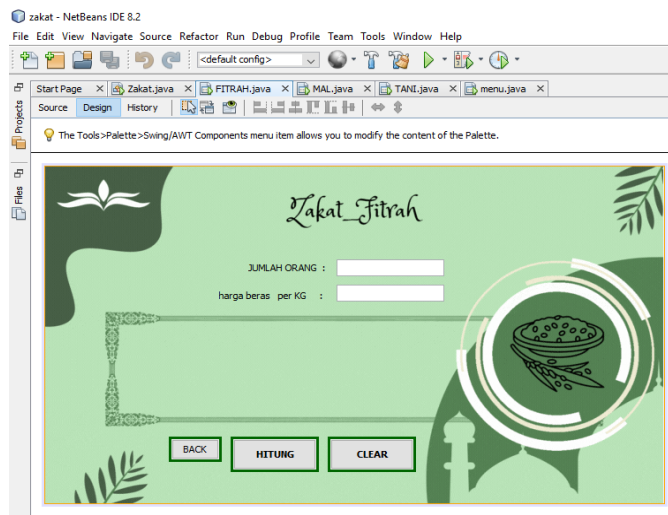 zakat - NetBeans IDE 8.2
File Edit View Navigate Source Refactor Run Debug Profile Team Tools Window Help
<default config>
Start Page Zakat.java FITRAH.java MAL.java TANI.java menu.java
Source Design History
Projects
The Tools>Palette>Swing/AWT Components menu item allows you to modify the content of the Palette.
Files
Zakat_Fitrah
JUMLAH ORANG :
harga beras per KG :
BACK HITUNG CLEAR